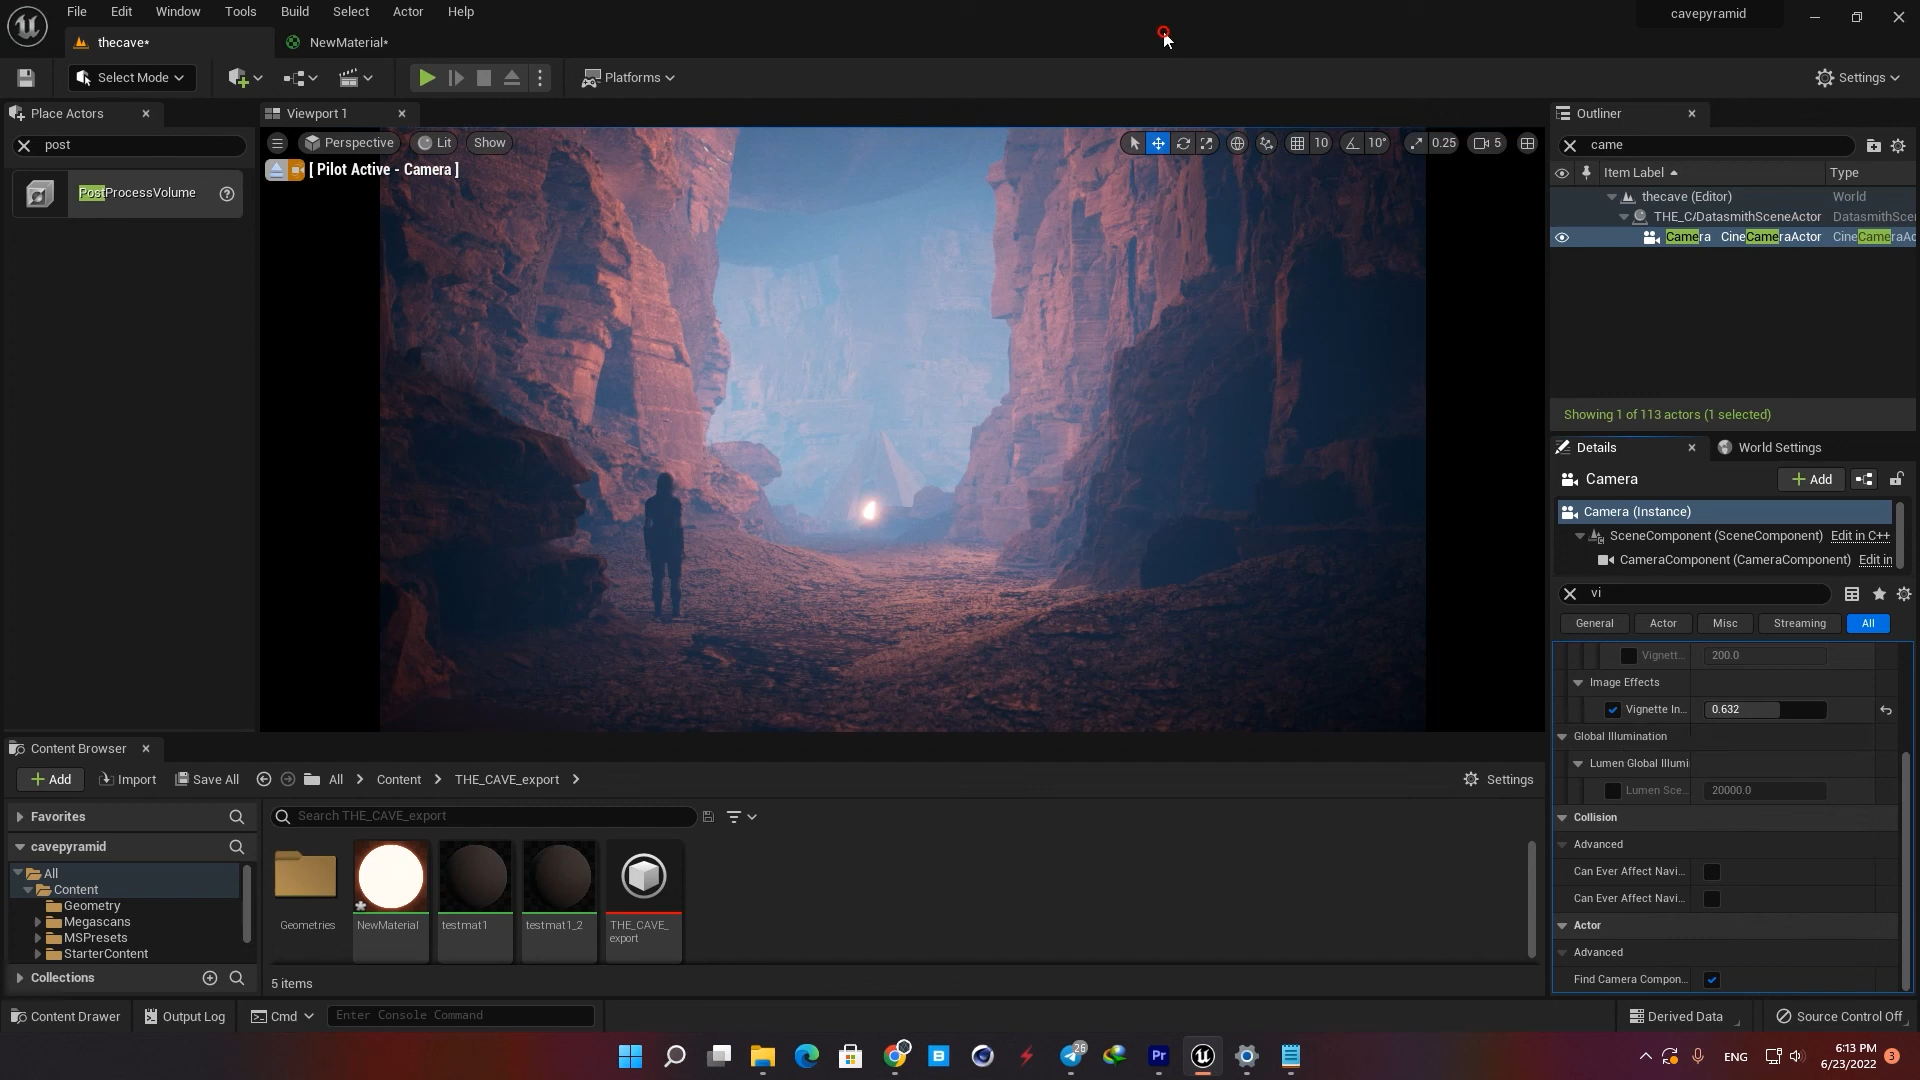 File Edit Window Tools Build Select Actor Help
cavepyramid
thecave*
NewMaterial*
Select Mode
Platforms
Settings
Place Actors
Viewport 1
Outliner
post
Perspective
Lit
Show
10
10°
0.25
5
came
[ Pilot Active - Camera ]
Item Label
Type
PostProcessVolume
thecave (Editor)
World
THE_C/DatasmithSceneActor
DatasmithScen
Camera CineCameraActor
CineCameraAc
Showing 1 of 113 actors (1 selected)
Details
World Settings
Camera
Add
Camera (Instance)
SceneComponent (SceneComponent) Edit in C++
CameraComponent (CameraComponent) Edit in
vi
General
Actor
Misc
Streaming
All
Vignett...
200.0
Image Effects
Vignette In...
0.632
Global Illumination
Lumen Global Illumi
Lumen Sce...
20000.0
Collision
Advanced
Can Ever Affect Navi...
Can Ever Affect Navi...
Actor
Advanced
Find Camera Compon...
Content Browser
Add
Import
Save All
All
Content
THE_CAVE_export
Settings
Favorites
Search THE_CAVE_export
cavepyramid
All
Content
Geometry
Megascans
MSPresets
StarterContent
Collections
Geometries
NewMaterial
testmat1
testmat1_2
THE_CAVE_
export
5 items
Content Drawer
Output Log
Cmd
Enter Console Command
Derived Data
Source Control Off
26
Pr
ENG
6:13 PM
6/23/2022
3